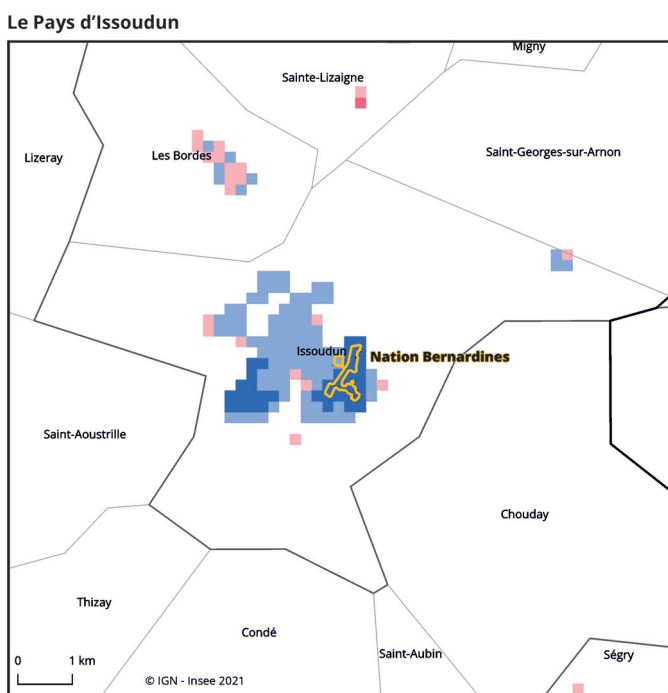 Le Pays d'Issoudun
Migny
Sainte-Lizaigne
Lizeray
Les Bordes
Saint-Georges-sur-Arnon
Issoudun
Nation Bernardines
Saint-Aoustrille
Chouday
Thizay
Condé
Saint-Aubin
Ségry
0 1 km
© IGN - Insee 2021